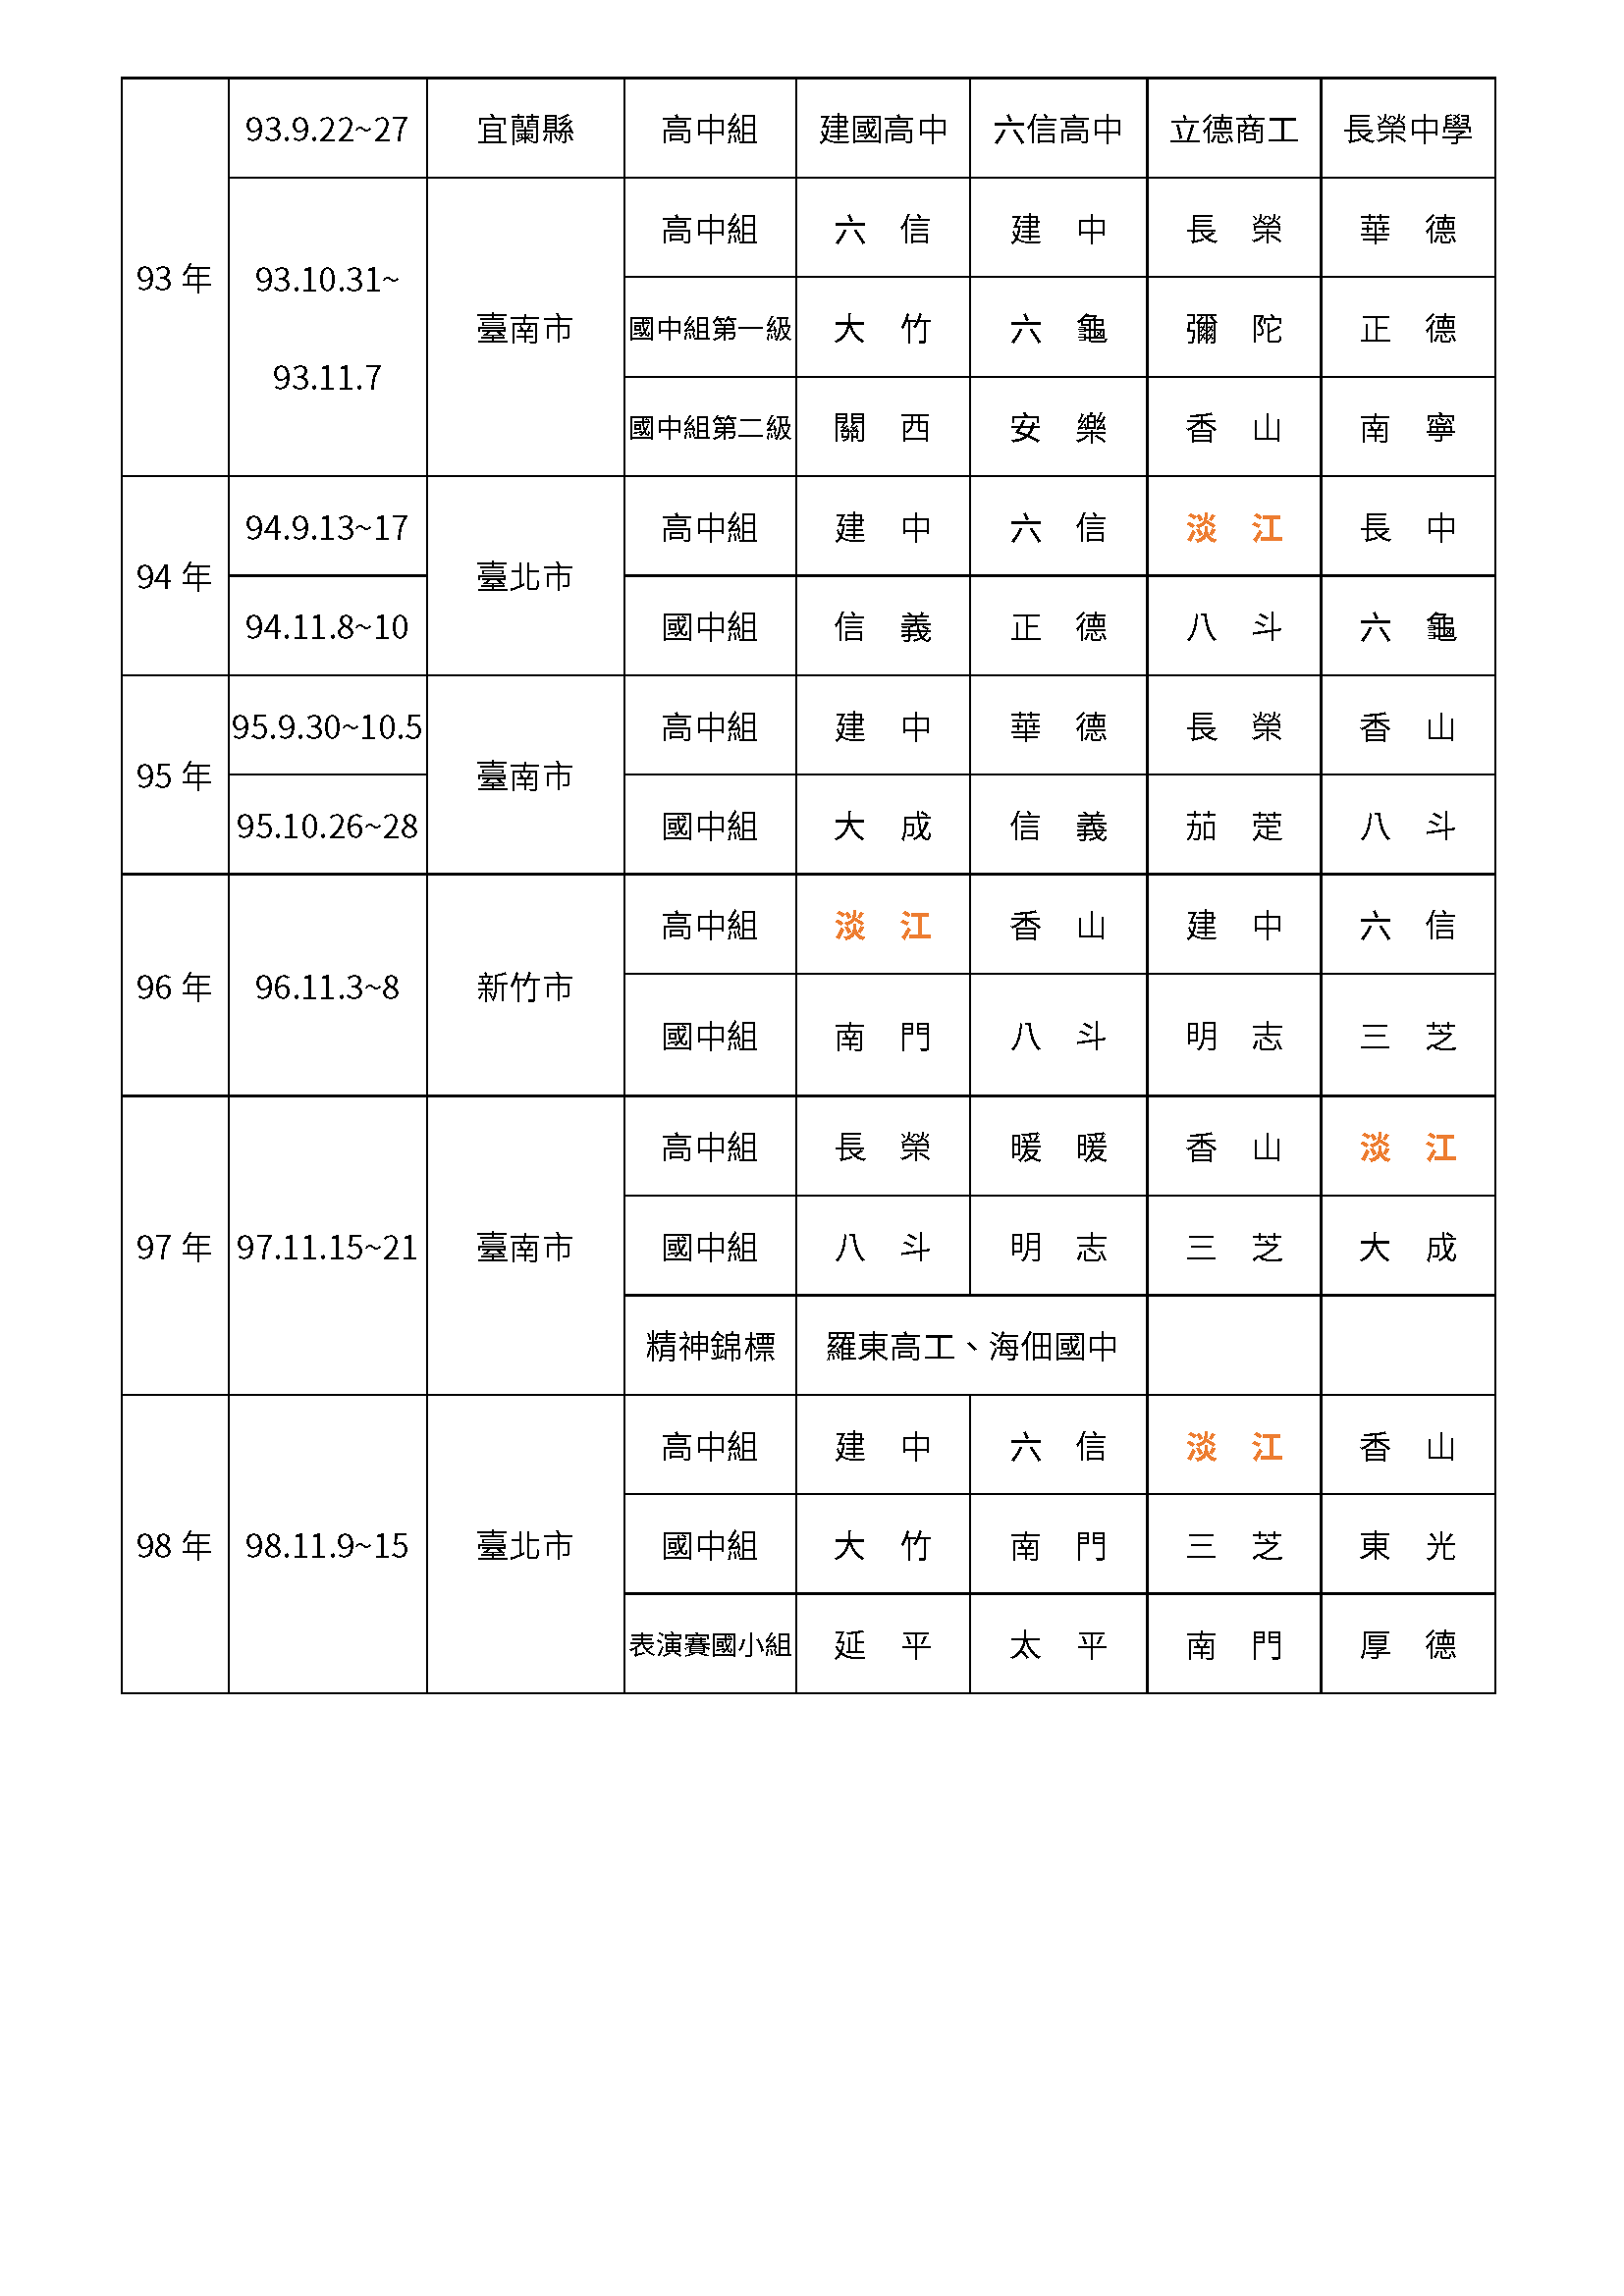 93 年 93.9.22~27 宜蘭縣 高中組 建國高中 六信高中 立德商工 長榮中學
93.10.31~
93.11.7 臺南市 高中組 六　信 建　中 長　榮 華　德
國中組第一級 大　竹 六　龜 彌　陀 正　德
國中組第二級 關　西 安　樂 香　山 南　寧
94 年 94.9.13~17 臺北市 高中組 建　中 六　信 淡　江 長　中
94.11.8~10 國中組 信　義 正　德 八　斗 六　龜
95 年 95.9.30~10.5 臺南市 高中組 建　中 華　德 長　榮 香　山
95.10.26~28 國中組 大　成 信　義 茄　萣 八　斗
96 年 96.11.3~8 新竹市 高中組 淡　江 香　山 建　中 六　信
國中組 南　門 八　斗 明　志 三　芝
97 年 97.11.15~21 臺南市 高中組 長　榮 暖　暖 香　山 淡　江
國中組 八　斗 明　志 三　芝 大　成
精神錦標 羅東高工、海佃國中
98 年 98.11.9~15 臺北市 高中組 建　中 六　信 淡　江 香　山
國中組 大　竹 南　門 三　芝 東　光
表演賽國小組 延　平 太　平 南　門 厚　德